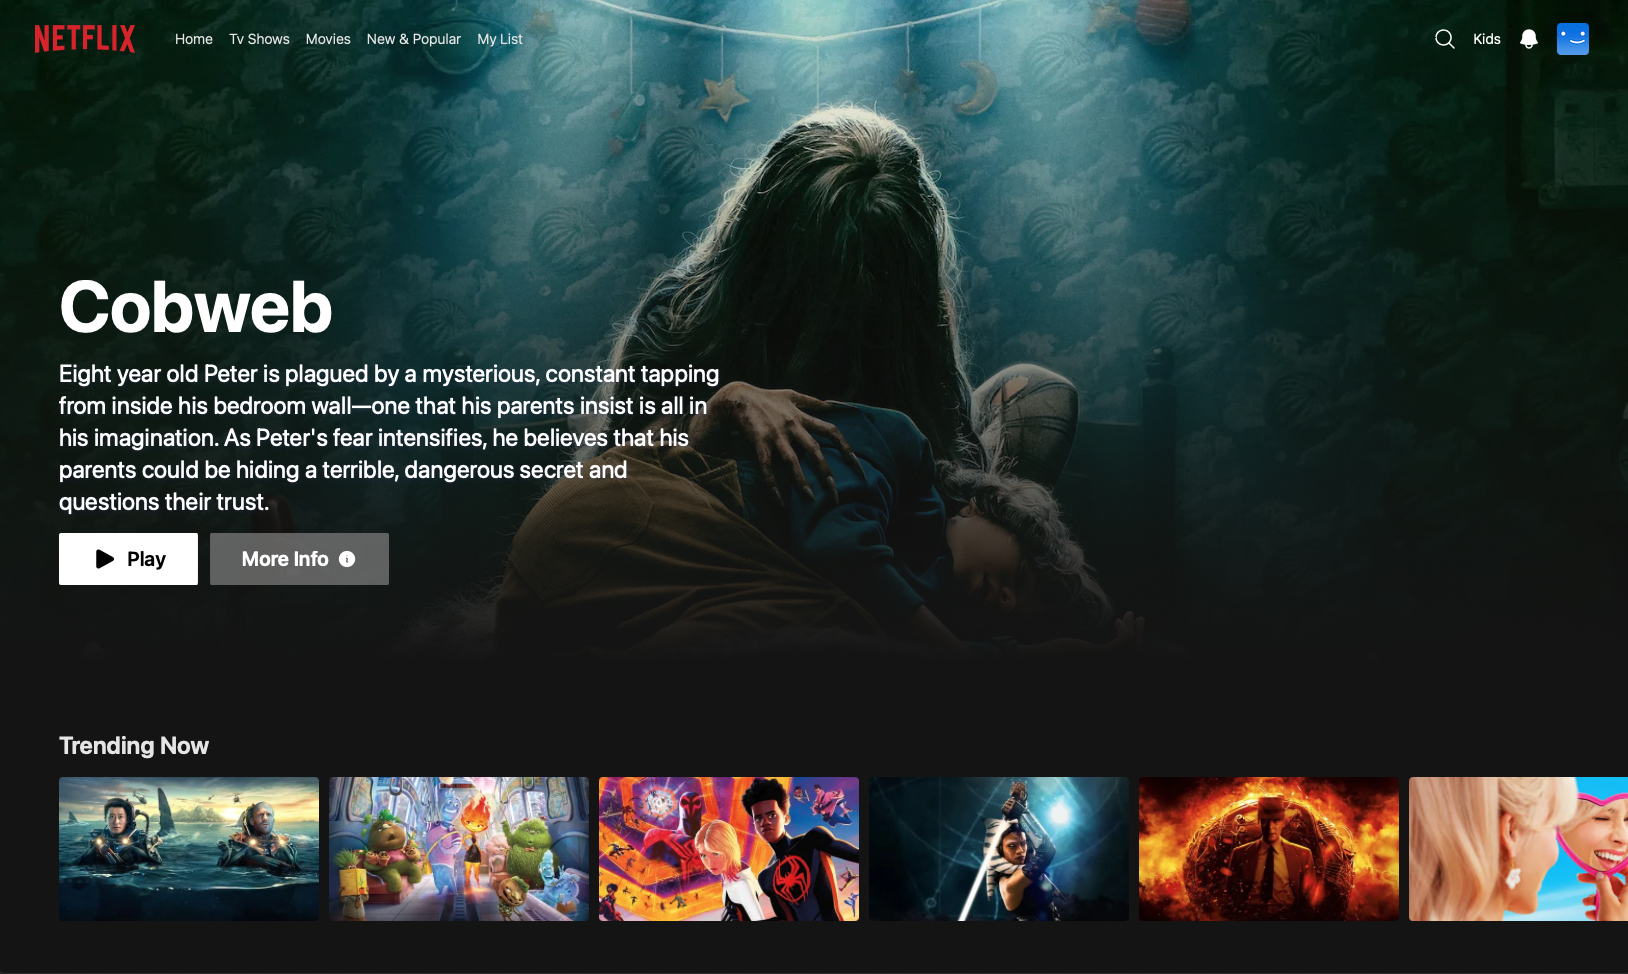 NETFLIX
Home Tv Shows Movies New & Popular My List
Kids
Cobweb
Eight year old Peter is plagued by a mysterious, constant tapping
from inside his bedroom wall—one that his parents insist is all in
his imagination. As Peter's fear intensifies, he believes that his
parents could be hiding a terrible, dangerous secret and
questions their trust.
Play
More Info
Trending Now